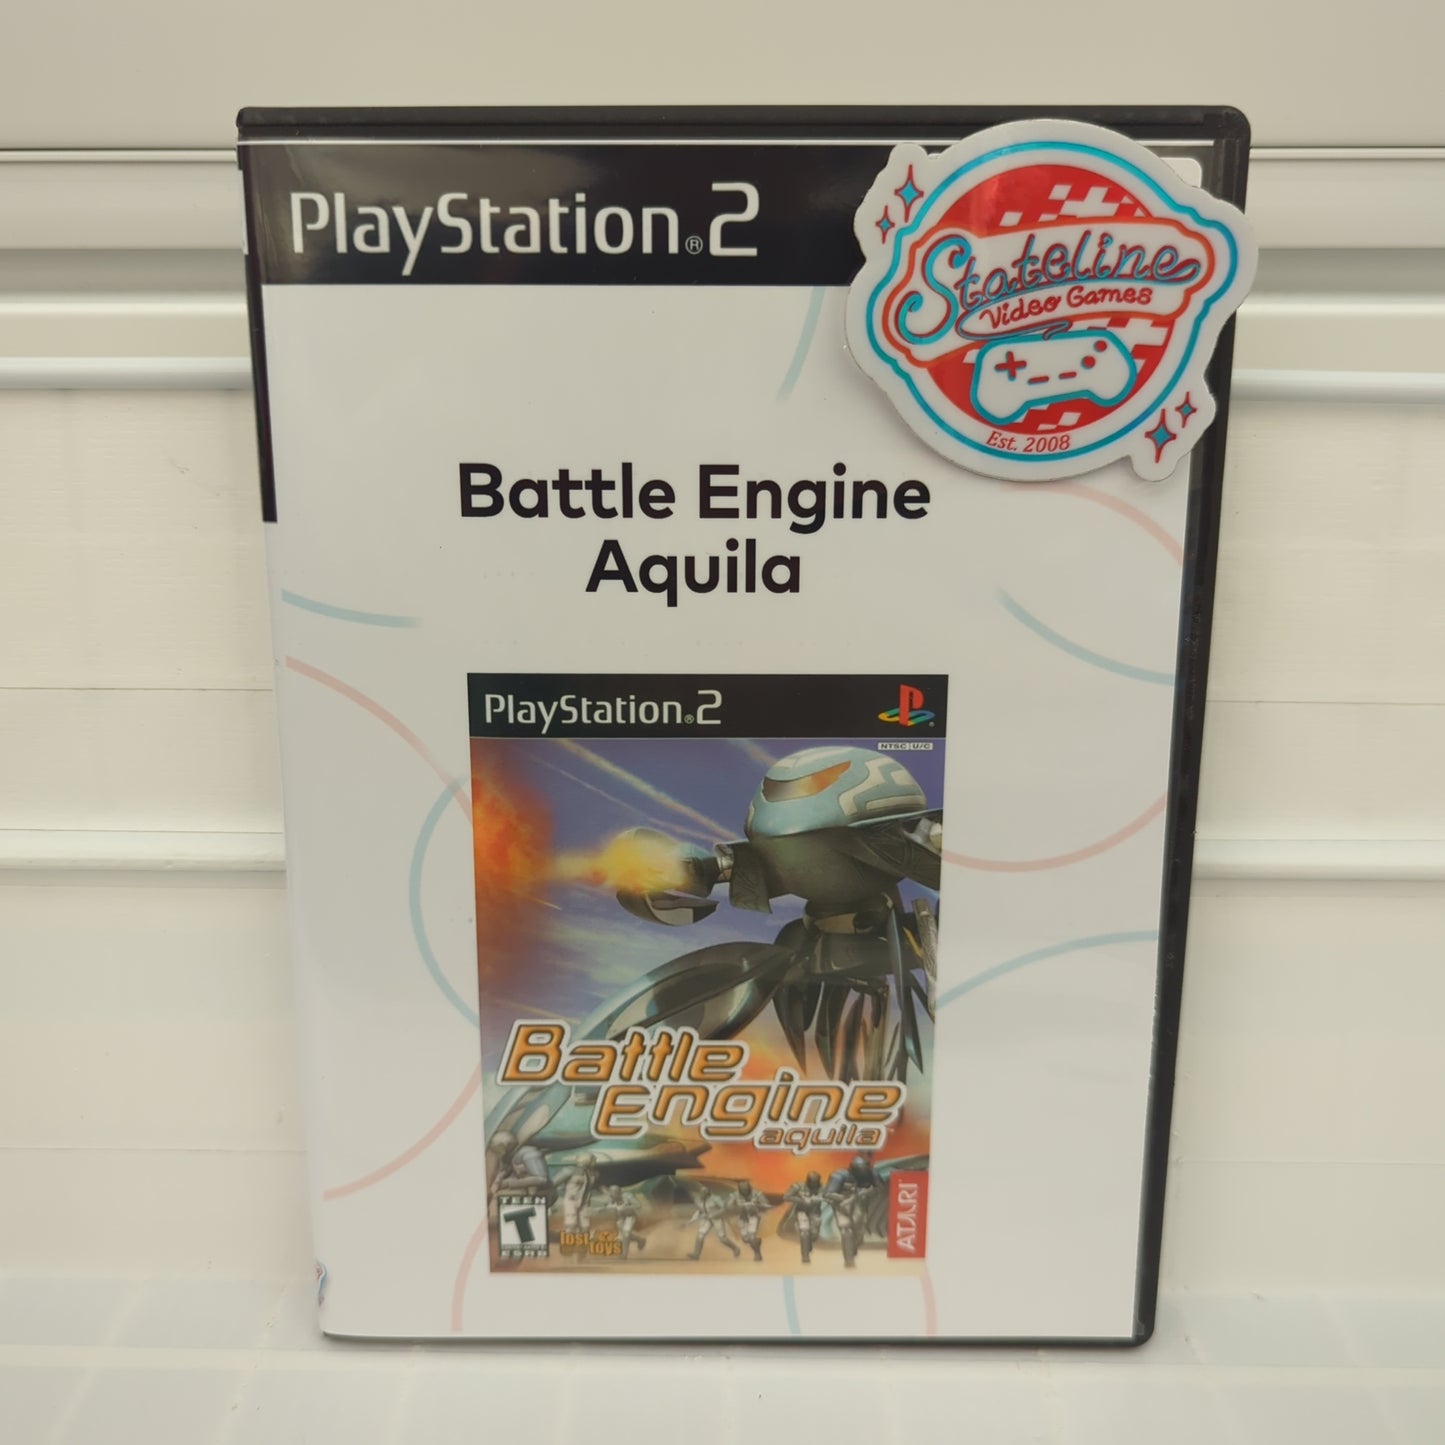 PlayStation®2
Stateline
Video Games
Est. 2008
Battle Engine
Aquila
PlayStation®2
NTSC U/C
Battle
Engine
aquila
TEEN
T
ESRB
lost
toys
ATARI